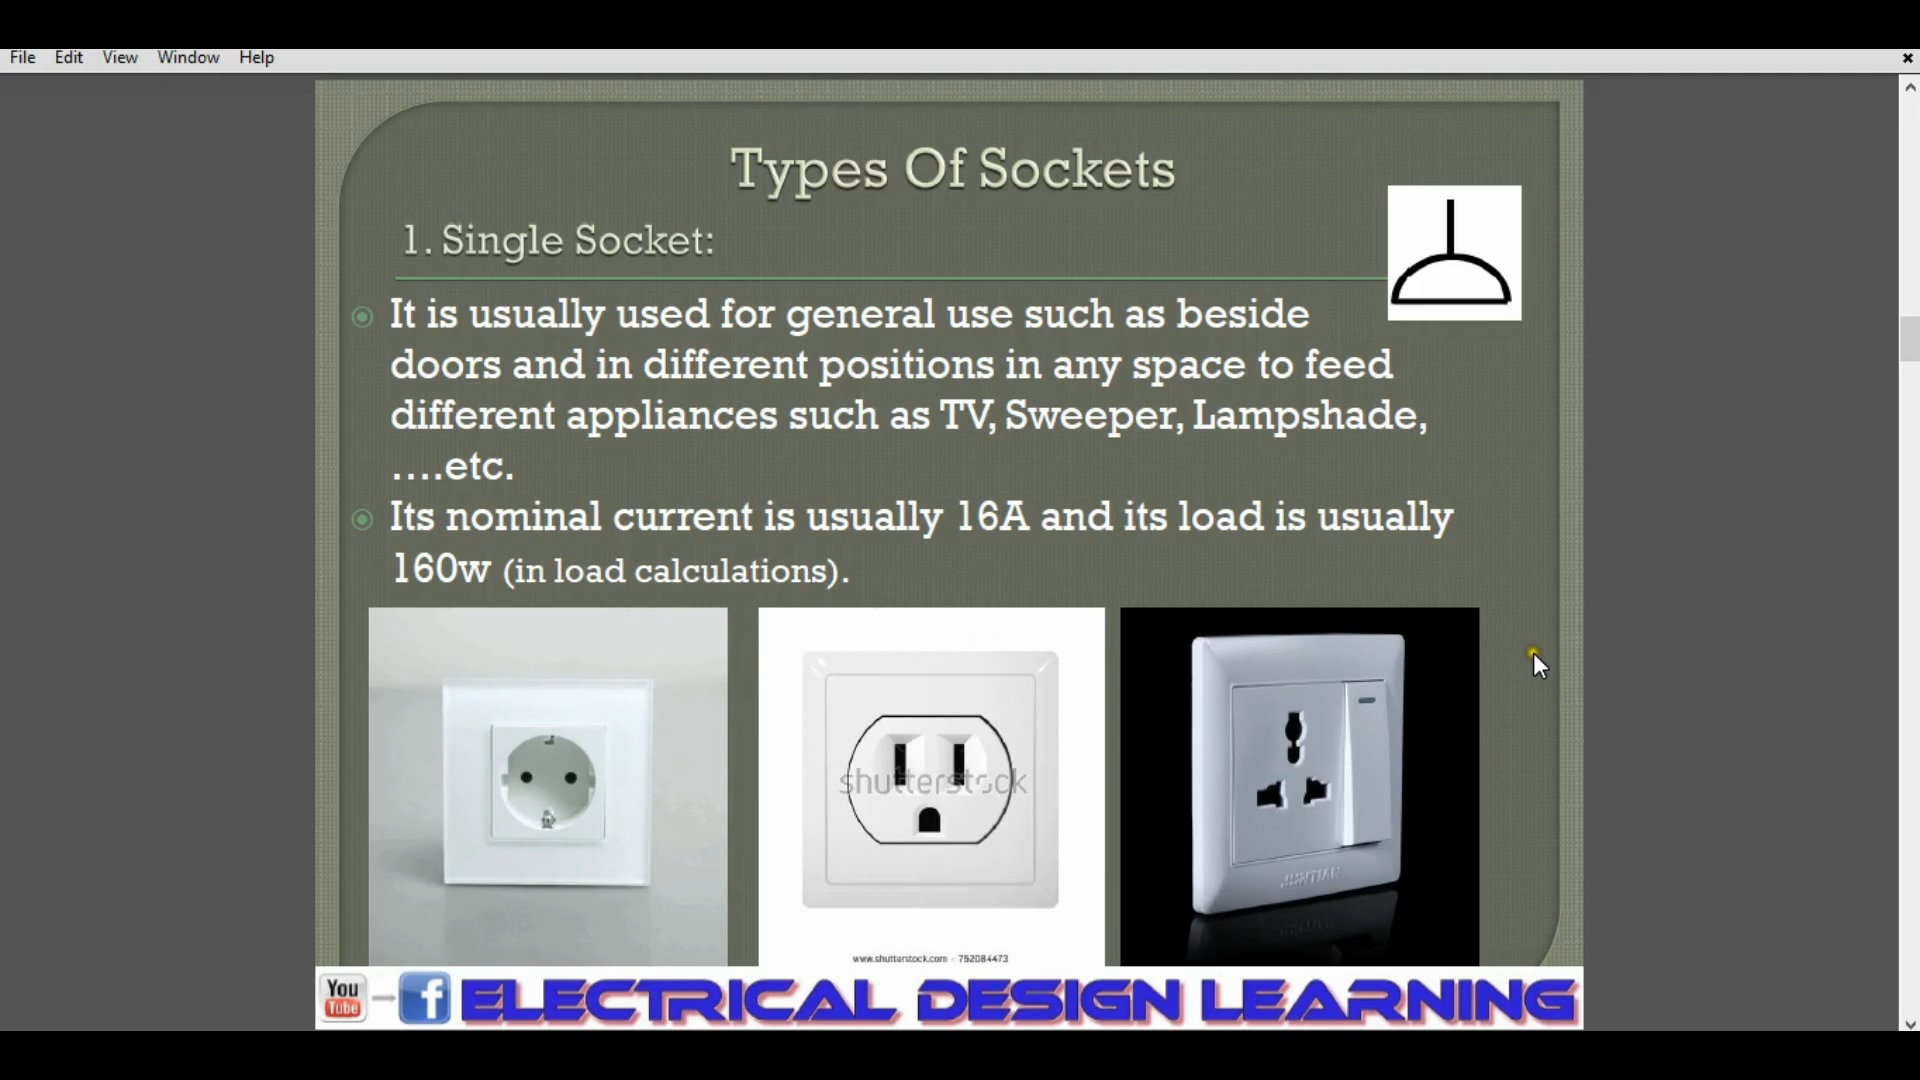 File Edit View Window Help
Types Of Sockets
1. Single Socket:
It is usually used for general use such as beside
doors and in different positions in any space to feed
different appliances such as TV, Sweeper, Lampshade,
....etc.
Its nominal current is usually 16A and its load is usually
160w (in load calculations).
shutterstock
JUNTIAN
www.shutterstock.com · 752084473
You
Tube
f
ELECTRICAL DESIGN LEARNING